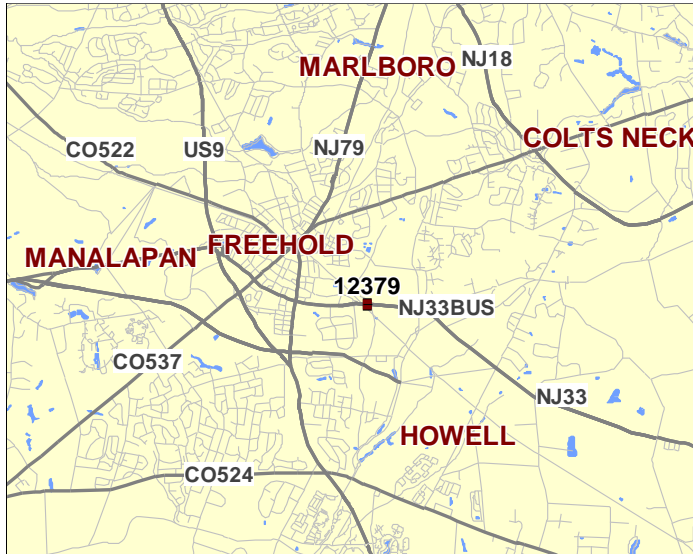 MARLBORO
NJ18
COLTS NECK
CO522
US9
NJ79
FREEHOLD
MANALAPAN
12379
NJ33BUS
CO537
NJ33
HOWELL
CO524